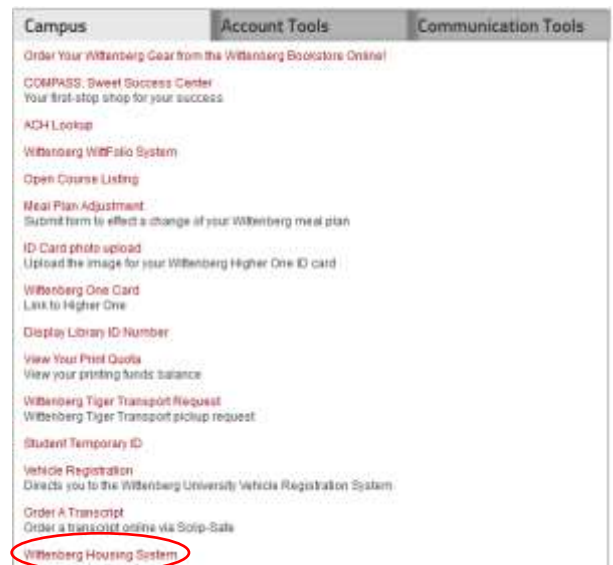 Campus Account Tools Communication Tools
Order Your Wittenberg Gear from the Wittenberg Bookstore Online!
COMPASS: Sweet Success Center
Your first-stop shop for your success
ACH Lookup
Wittenberg WittFolio System
Open Course Listing
Meal Plan Adjustment
Submit form to effect a change of your Wittenberg meal plan
ID Card photo upload
Upload the image for your Wittenberg Higher One ID card
Wittenberg One Card
Link to Higher One
Display Library ID Number
View Your Print Quota
View your printing funds balance
Wittenberg Tiger Transport Request
Wittenberg Tiger Transport pickup request
Student Temporary ID
Vehicle Registration
Directs you to the Wittenberg University Vehicle Registration System
Order A Transcript
Order a transcript online via Scrip-Safe
Wittenberg Housing System